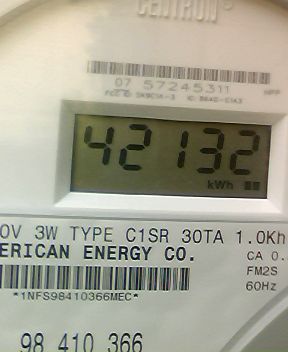 CENTRON®
07 57245311
42132
kWh
0V 3W TYPE C1SR 30TA 1.0Kh
ERICAN ENERGY CO.
CA 0.
FM2S
*1NFS98410366MEC*
60Hz
98 410 366